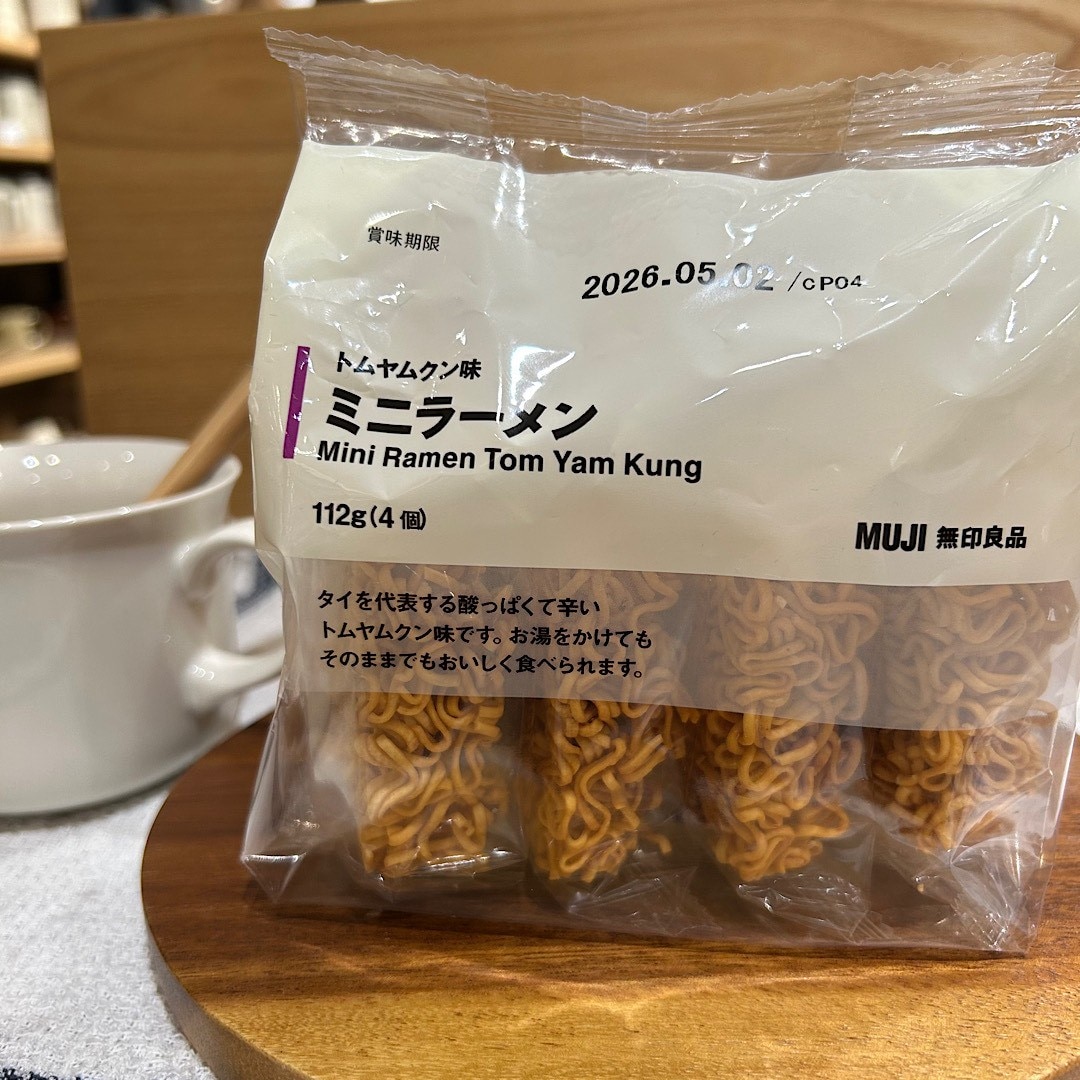 賞味期限
2026.05.02 /cP04
トムヤムクン味
ミニラーメン
Mini Ramen Tom Yam Kung
112g(4 個)
MUJI 無印良品
タイを代表する酸っぱくて辛い
トムヤムクン味です。お湯をかけても
そのままでもおいしく食べられます。